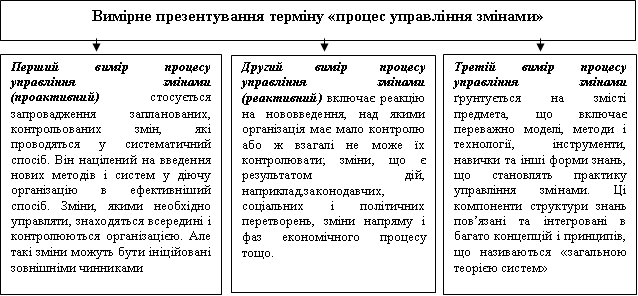 Вимірне презентування терміну «процес управління змінами»
Перший вимір процесу
управління змінами
(проактивний) стосується
запровадження запланованих,
контрольованих змін, які
проводяться у систематичний
спосіб. Він націлений на введення
нових методів і систем у діючу
організацію в ефективніший
спосіб. Зміни, якими необхідно
управляти, знаходяться всередині і
контролюються організацією. Але
такі зміни можуть бути ініційовані
зовнішніми чинниками
Другий вимір процесу
управління змінами
(реактивний) включає реакцію
на нововведення, над якими
організація має мало контролю
або ж взагалі не може їх
контролювати; зміни, що є
результатом дій,
наприклад,законодавчих,
соціальних і політичних
перетворень, зміни напряму і
фаз економічного процесу
тощо.
Третій вимір процесу
управління змінами
ґрунтується на змісті
предмета, що включає
переважно моделі, методи і
технології, інструменти,
навички та інші форми знань,
що становлять практику
управління змінами. Ці
компоненти структури знань
пов’язані та інтегровані в
багато концепцій і принципів,
що називаються «загальною
теорією систем»